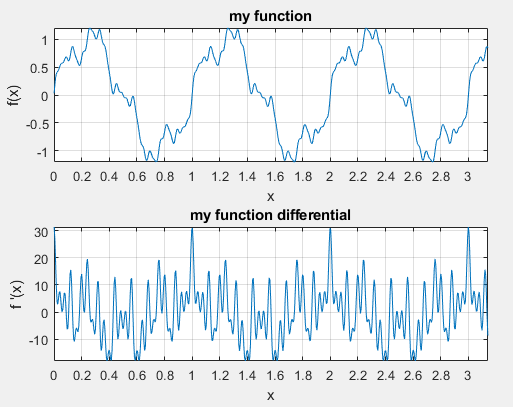 my function
1
0.5
0
-0.5
-1
f(x)
0 0.2 0.4 0.6 0.8 1 1.2 1.4 1.6 1.8 2 2.2 2.4 2.6 2.8 3
x
my function differential
30
20
10
0
-10
f '(x)
0 0.2 0.4 0.6 0.8 1 1.2 1.4 1.6 1.8 2 2.2 2.4 2.6 2.8 3
x